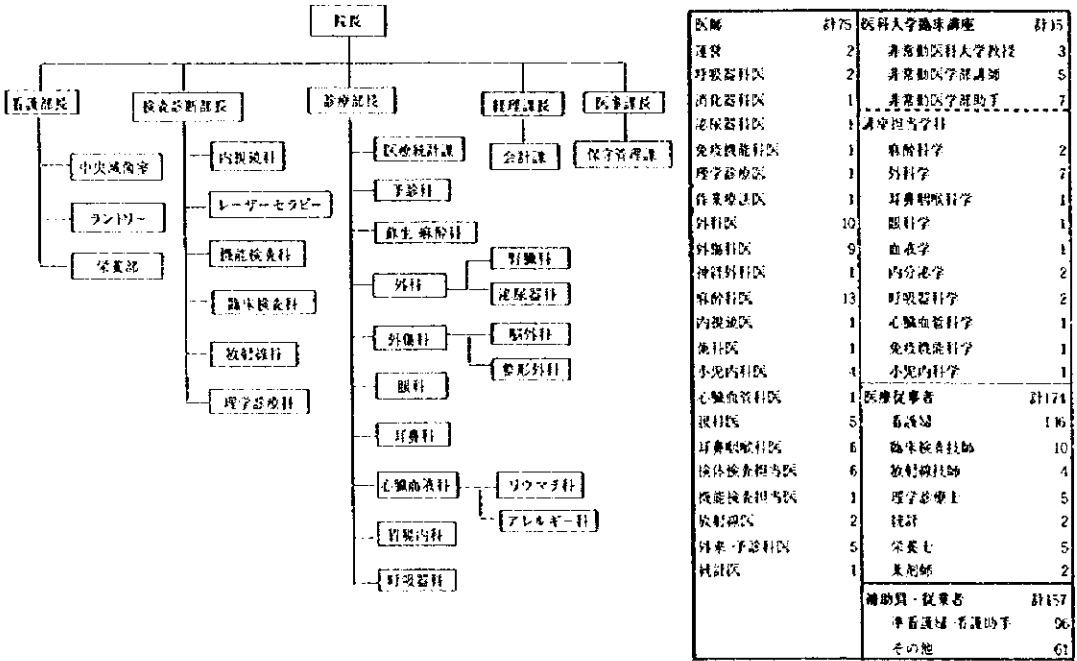 院長
看護部長
検査診断部長
診療部長
経理課長
医事課長
中央滅菌室
ラントリー
栄養部
内視鏡科
レーザーセラピー
機能検査科
臨床検査科
放射線科
理学診療科
医療統計課
予診科
蘇生・麻酔科
外科
腎臓科
泌尿器科
外傷科
脳外科
整形外科
眼科
耳鼻科
心臓血液科
リウマチ科
アレルギー科
胃腸内科
呼吸器科
会計課
保守管理課
医師 計75
運営 2
呼吸器科医 2
消化器科医 1
泌尿器科医 1
免疫機能科医 1
理学診療医 1
作業療法医 1
外科医 10
外傷科医 9
神経外科医 1
麻酔科医 13
内視鏡医 1
歯科医 1
小児内科医 4
心臓血管科医 1
眼科医 5
耳鼻咽喉科医 6
検体検査担当医 6
機能検査担当医 1
放射線医 2
外来・予診科医 5
統計医 1
医科大学臨床講座 計15
非常勤医科大学教授 3
非常勤医学部講師 5
非常勤医学部助手 7
講座担当学科
麻酔科学 2
外科学 2
耳鼻咽喉科学 1
眼科学 1
血液学 1
内分泌学 2
呼吸器科学 2
心臓血管科学 1
免疫機能科学 1
小児内科学 1
医療従事者 計174
看護婦 146
臨床検査技師 10
放射線技師 4
理学診療士 5
統計 2
栄養士 5
薬剤師 2
補助員・従業者 計157
準看護婦・看護助手 96
その他 61